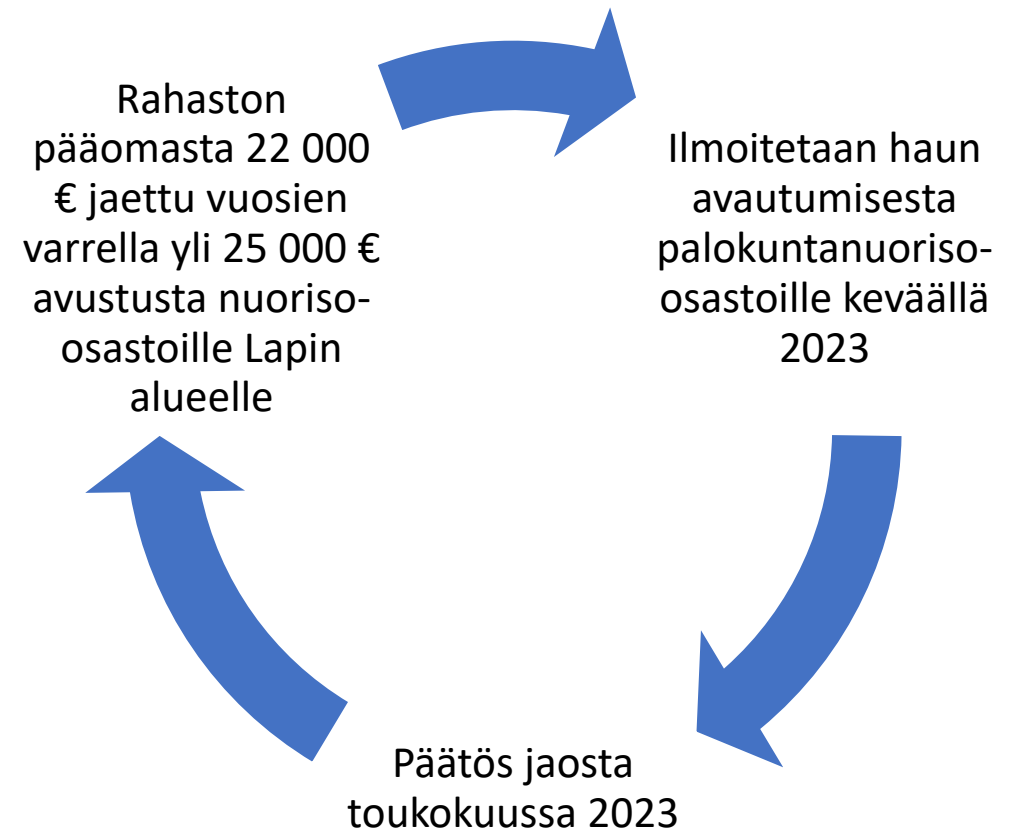 Rahaston
pääomasta 22 000
€ jaettu vuosien
varrella yli 25 000 €
avustusta nuoriso-
osastoille Lapin
alueelle
Ilmoitetaan haun
avautumisesta
palokuntanuoriso-
osastoille keväällä
2023
Päätös jaosta
toukokuussa 2023